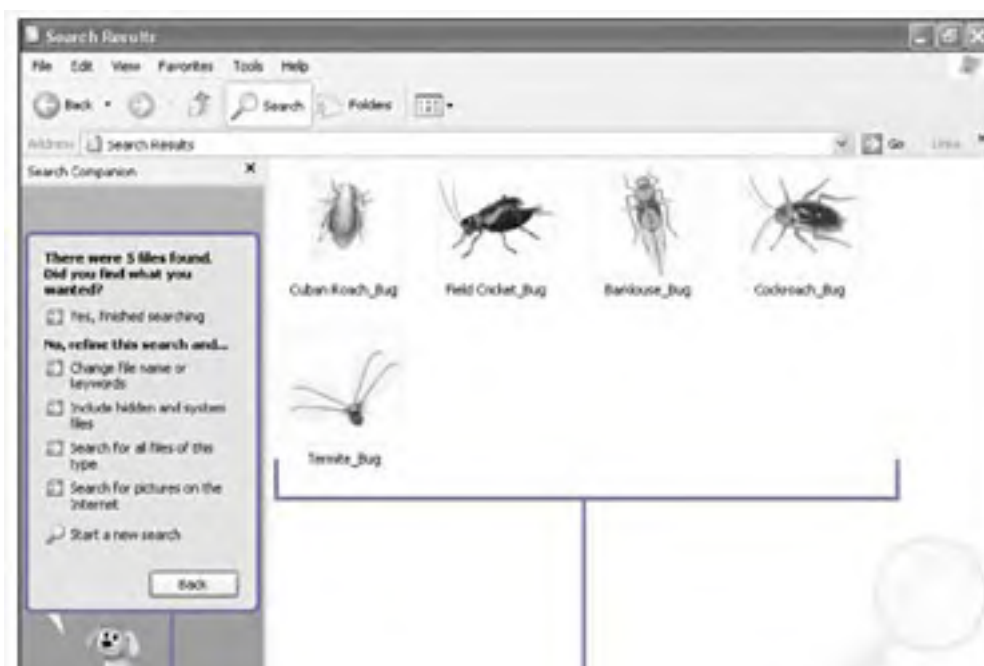 Search Results
File Edit View Favorites Tools Help
Back Search Folders
Address Search Results Go Links
Search Companion
There were 5 files found.
Did you find what you
wanted?
Yes, finished searching
No, refine this search and...
Change file name or
keywords
Include hidden and system
files
Search for all files of this
type
Search for pictures on the
Internet
Start a new search
Back
Cuban Roach_Bug Field Cricket_Bug Barklouse_Bug Cockroach_Bug
Termite_Bug